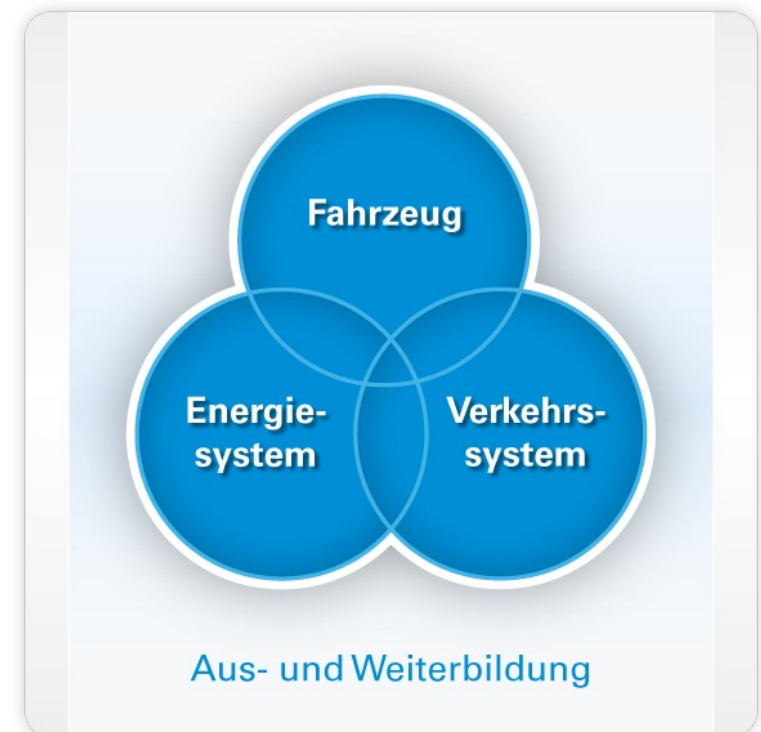 Fahrzeug
Energie-
system
Verkehrs-
system
Aus- und Weiterbildung